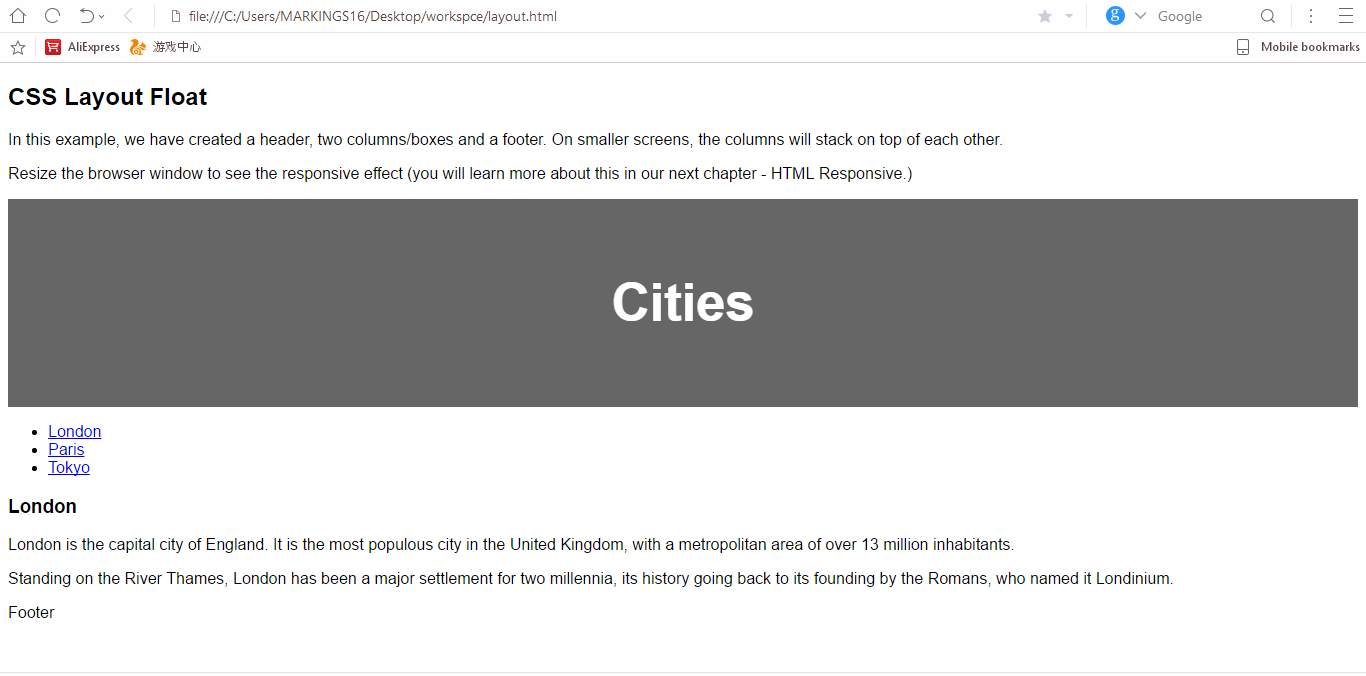 file:///C:/Users/MARKINGS16/Desktop/workspce/layout.html
Google
AliExpress 游戏中心 Mobile bookmarks
CSS Layout Float
In this example, we have created a header, two columns/boxes and a footer. On smaller screens, the columns will stack on top of each other.
Resize the browser window to see the responsive effect (you will learn more about this in our next chapter - HTML Responsive.)
Cities
London
Paris
Tokyo
London
London is the capital city of England. It is the most populous city in the United Kingdom, with a metropolitan area of over 13 million inhabitants.
Standing on the River Thames, London has been a major settlement for two millennia, its history going back to its founding by the Romans, who named it Londinium.
Footer